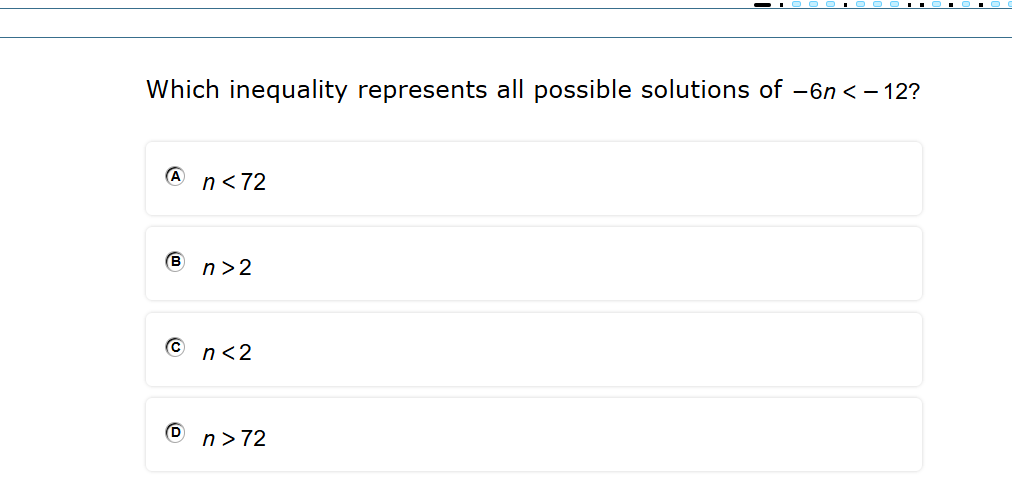 Which inequality represents all possible solutions of −6n < − 12?
A n < 72
B n > 2
C n < 2
D n > 72